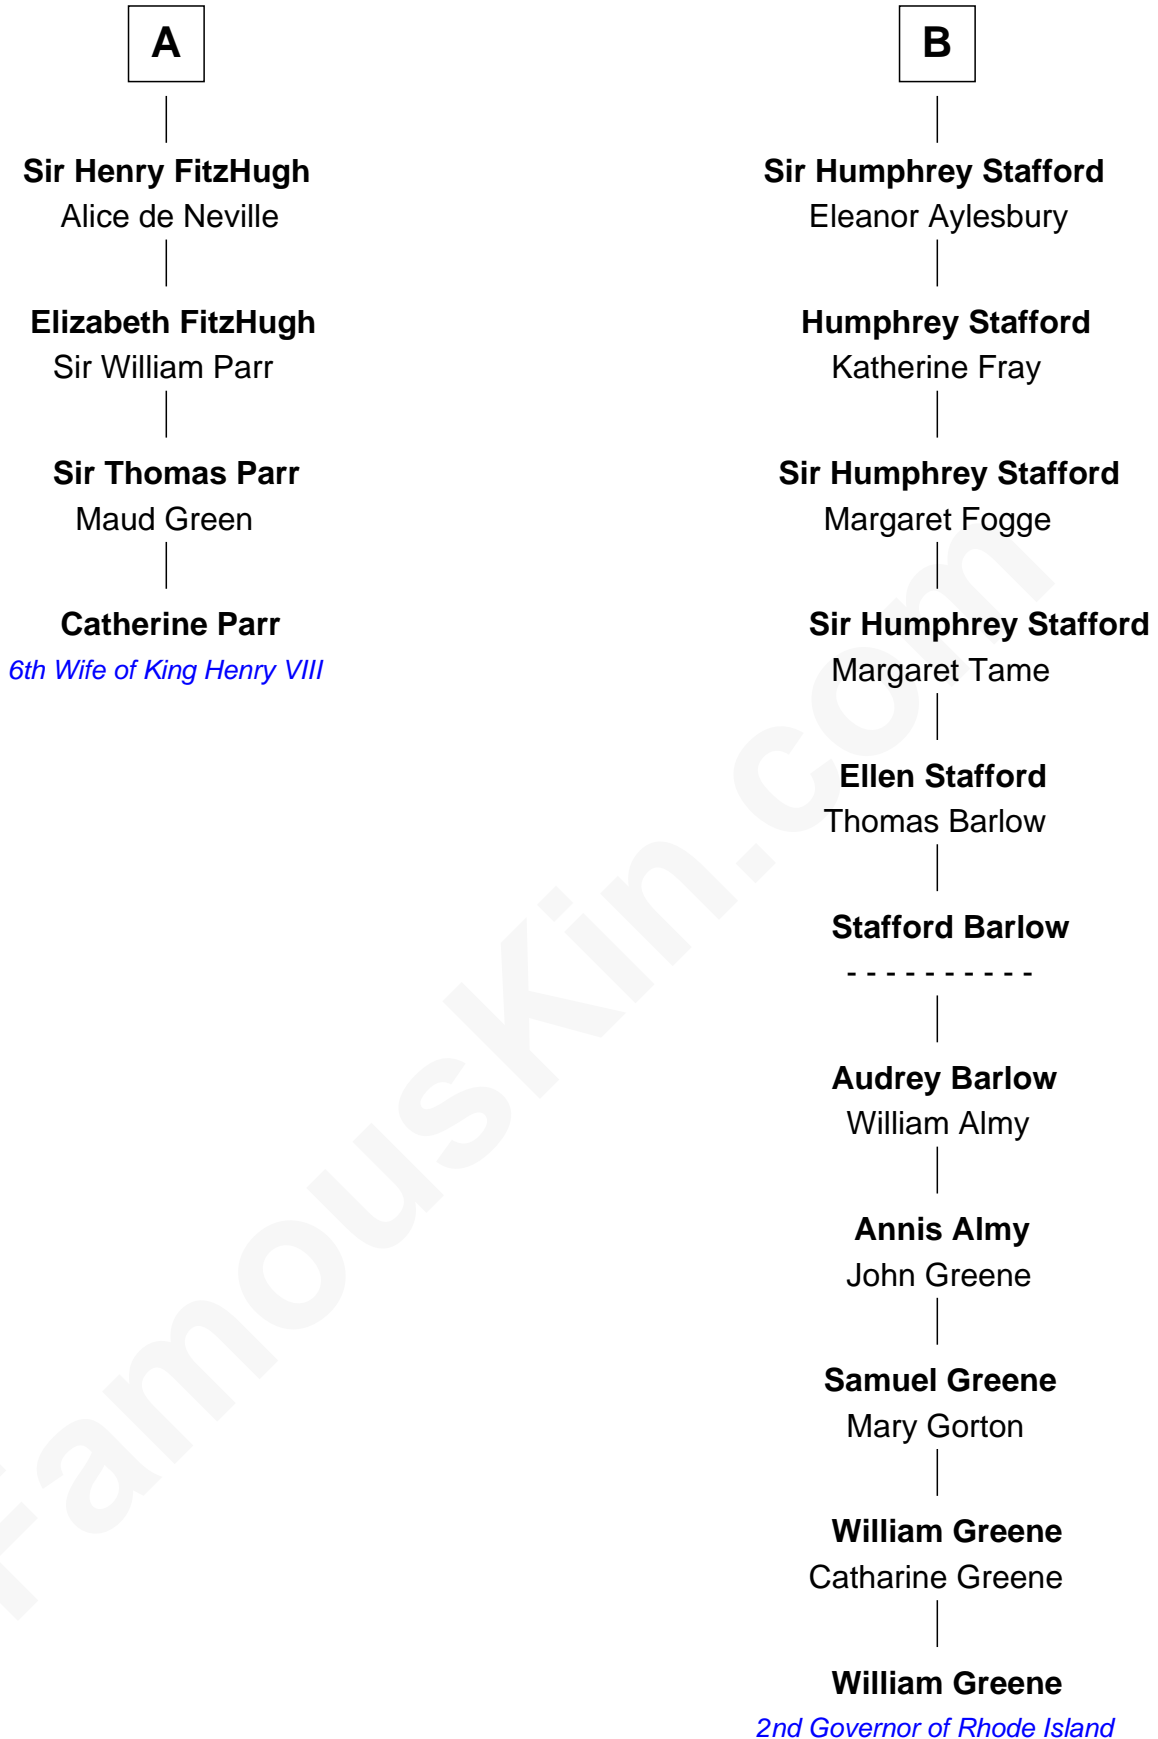 A
Sir Henry FitzHugh
Alice de Neville
Elizabeth FitzHugh
Sir William Parr
Sir Thomas Parr
Maud Green
Catherine Parr
6th Wife of King Henry VIII
B
Sir Humphrey Stafford
Eleanor Aylesbury
Humphrey Stafford
Katherine Fray
Sir Humphrey Stafford
Margaret Fogge
Sir Humphrey Stafford
Margaret Tame
Ellen Stafford
Thomas Barlow
Stafford Barlow
- - - - - - - - - -
Audrey Barlow
William Almy
Annis Almy
John Greene
Samuel Greene
Mary Gorton
William Greene
Catharine Greene
William Greene
2nd Governor of Rhode Island
FamousKin.com